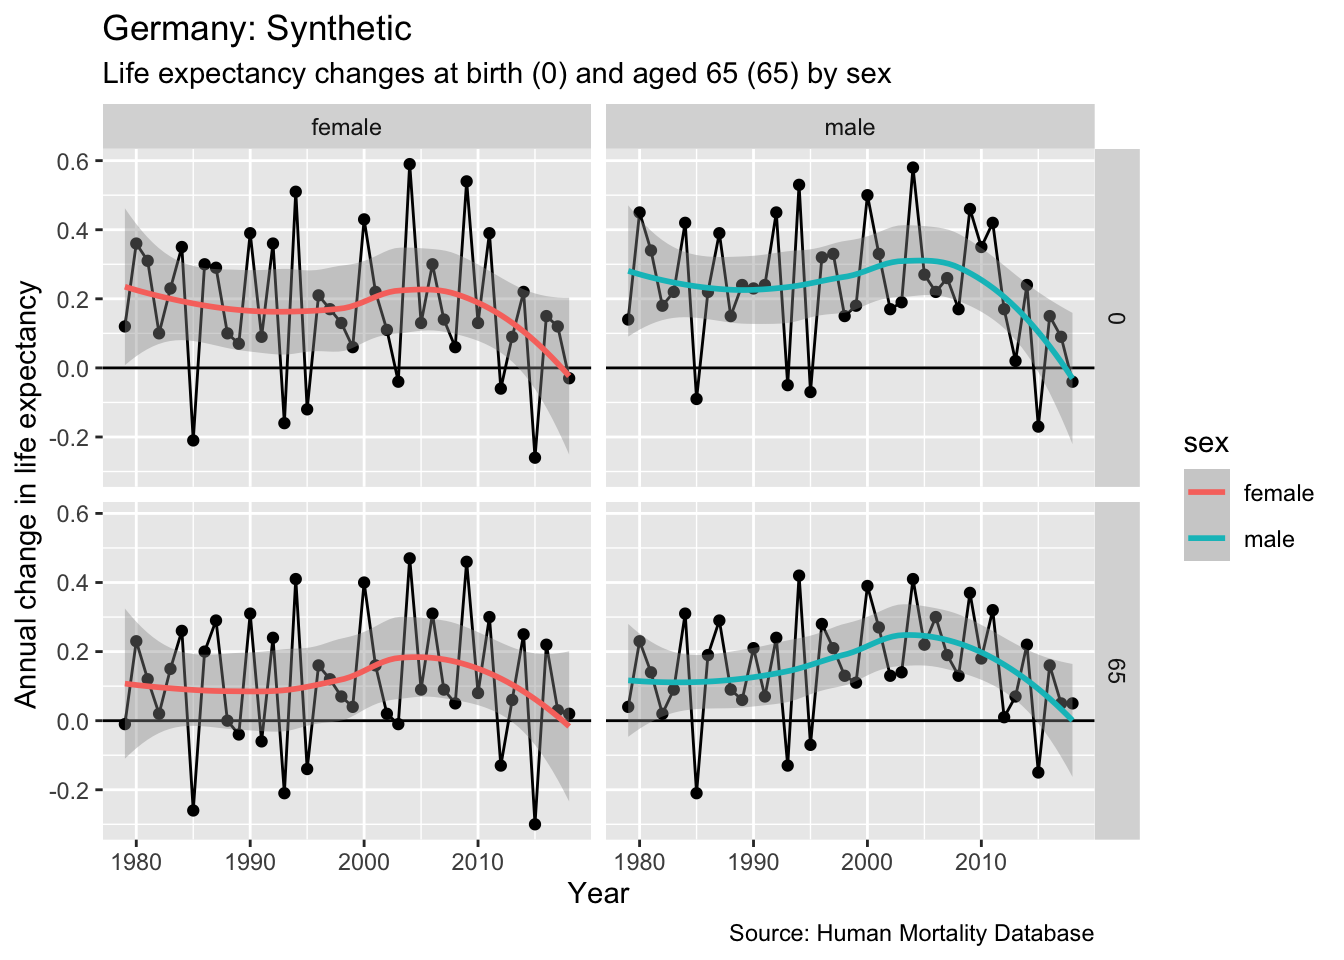 Germany: Synthetic
Life expectancy changes at birth (0) and aged 65 (65) by sex
female
male
0.6
0.4
0.2
0.0
-0.2
0
0.6
0.4
0.2
0.0
-0.2
65
Annual change in life expectancy
1980
1990
2000
2010
1980
1990
2000
2010
Year
sex
female
male
Source: Human Mortality Database